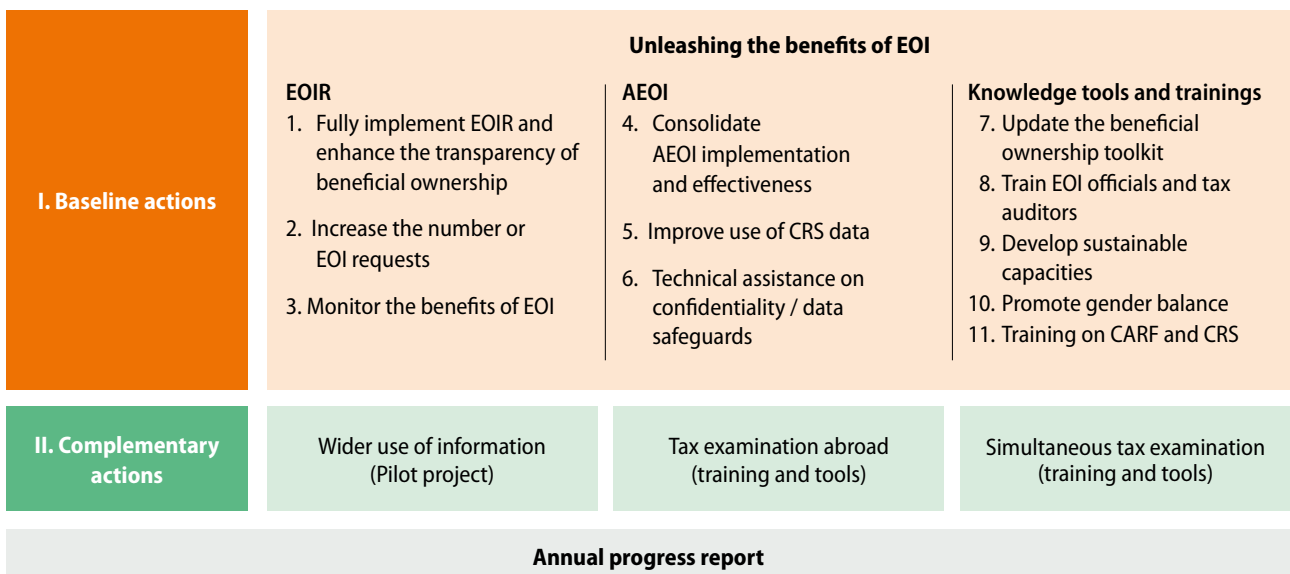 I. Baseline actions
Unleashing the benefits of EOI
EOIR
1. Fully implement EOIR and
enhance the transparency of
beneficial ownership
2. Increase the number or
EOI requests
3. Monitor the benefits of EOI
AEOI
4. Consolidate
AEOI implementation
and effectiveness
5. Improve use of CRS data
6. Technical assistance on
confidentiality / data
safeguards
Knowledge tools and trainings
7. Update the beneficial
ownership toolkit
8. Train EOI officials and tax
auditors
9. Develop sustainable
capacities
10. Promote gender balance
11. Training on CARF and CRS
II. Complementary
actions
Wider use of information
(Pilot project)
Tax examination abroad
(training and tools)
Simultaneous tax examination
(training and tools)
Annual progress report